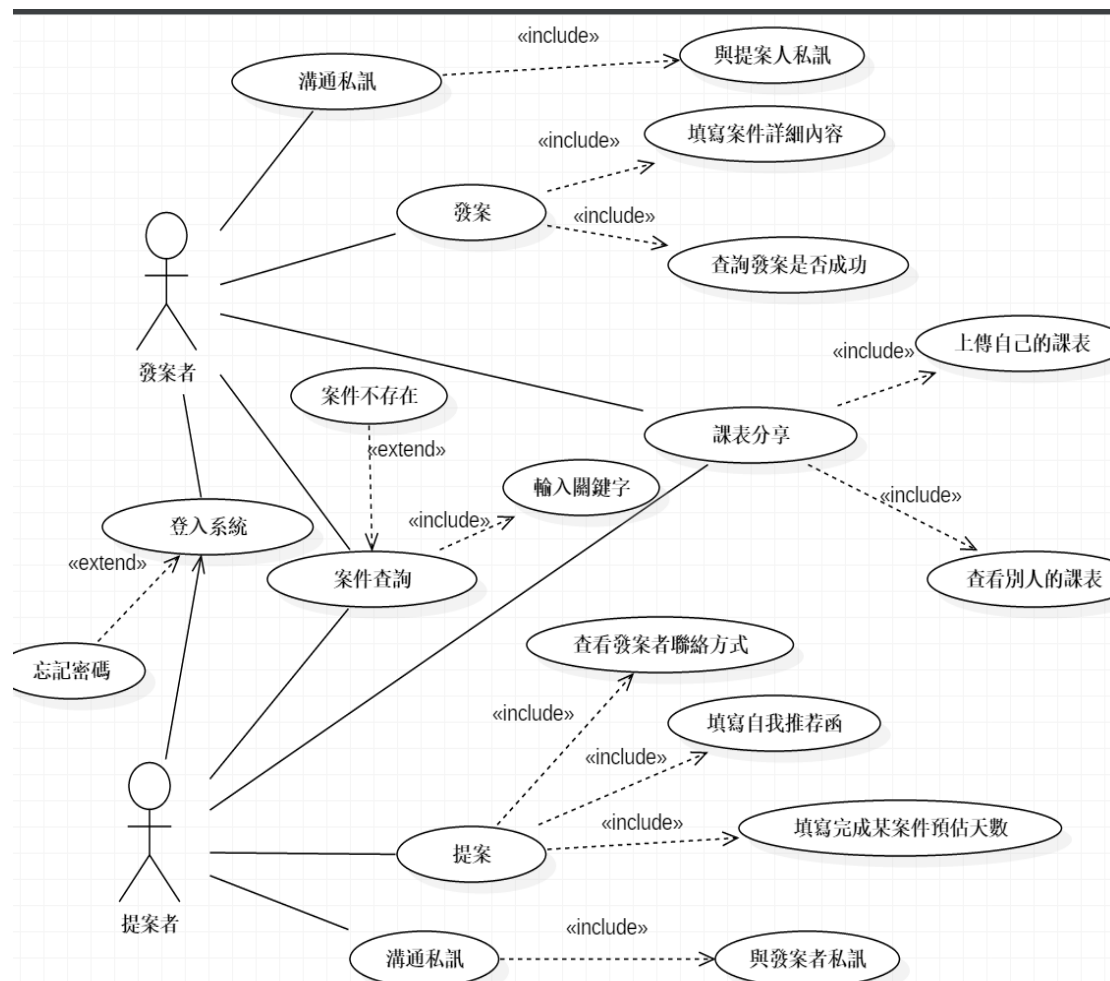 «include»
與提案人私訊
溝通私訊
填寫案件詳細內容
«include»
發案
«include»
查詢發案是否成功
上傳自己的課表
«include»
發案者
案件不存在
課表分享
«extend»
輸入關鍵字
«include»
«include»
登入系統
«extend»
案件查詢
查看別人的課表
查看發案者聯絡方式
忘記密碼
«include»
填寫自我推荐函
«include»
«include»
填寫完成某案件預估天數
提案
提案者
«include»
溝通私訊
與發案者私訊